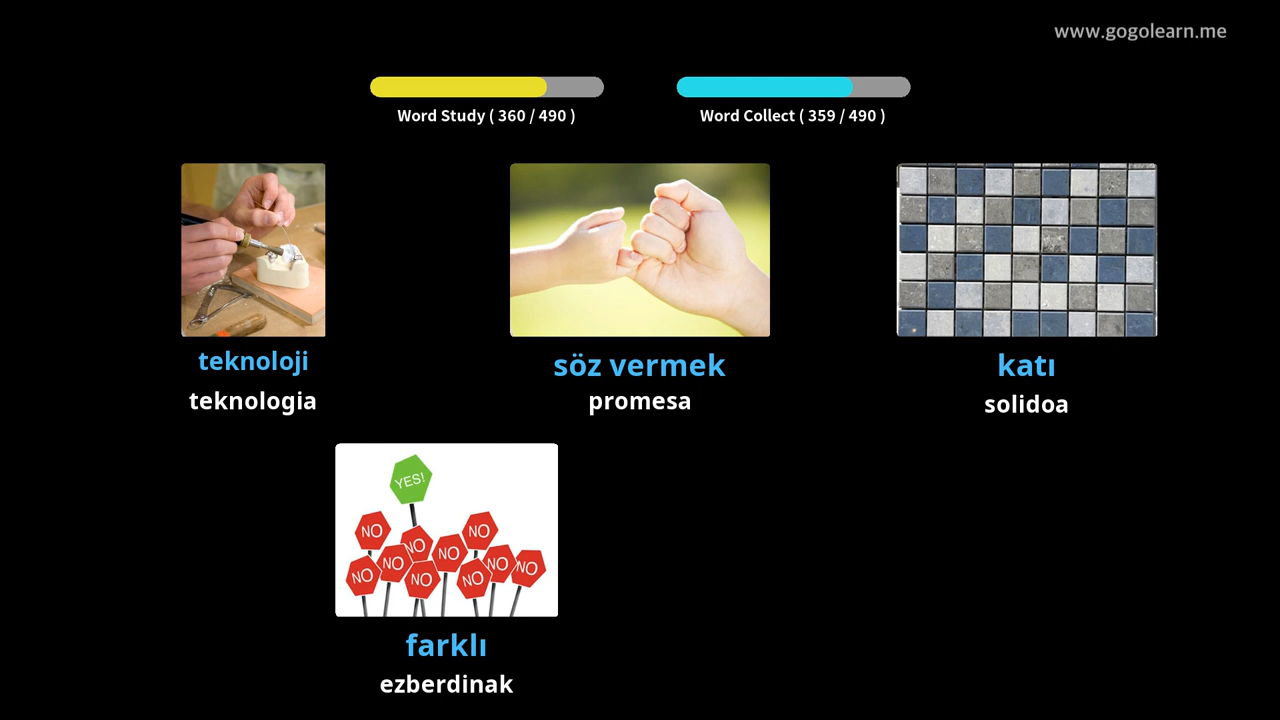 www.gogolearn.me
Word Study ( 360 / 490 )
Word Collect ( 359 / 490 )
teknoloji
teknologia
söz vermek
promesa
katı
solidoa
YES!
NO
NO
NO
NO
NO
NO
NO
NO
NO
NO
farklı
ezberdinak